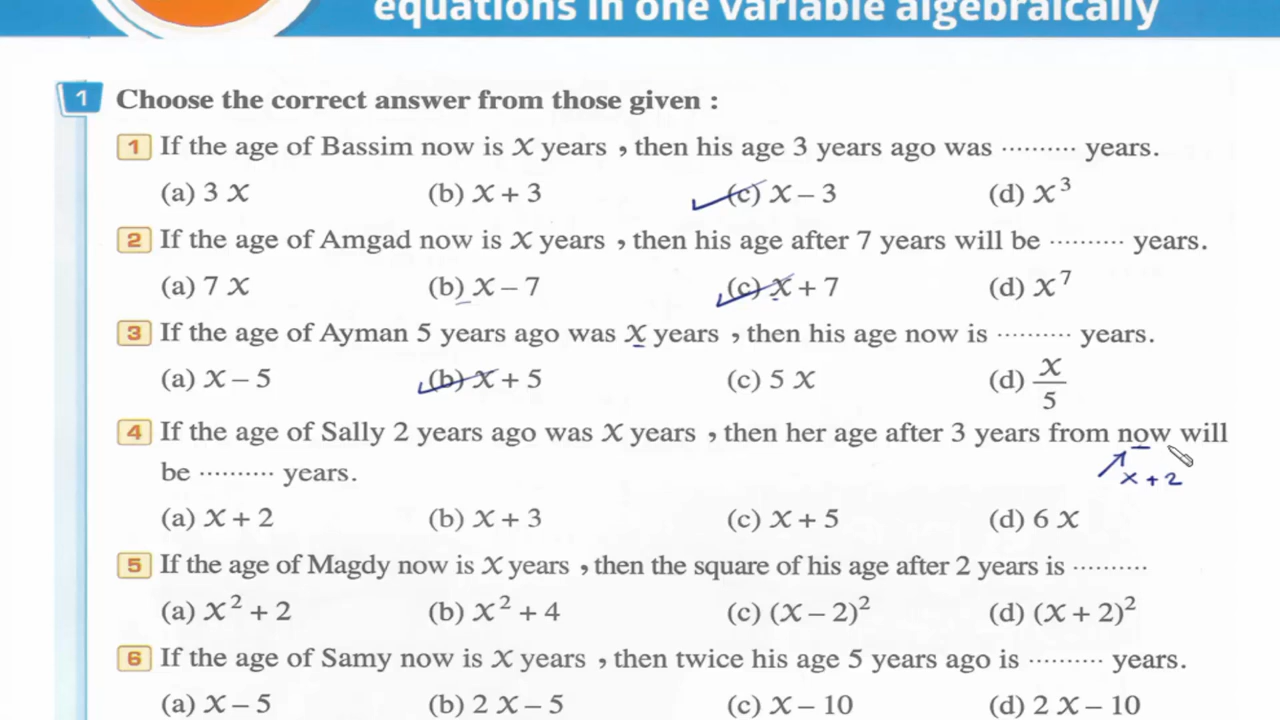 equations in one variable algebraically
1 Choose the correct answer from those given :
1 If the age of Bassim now is x years , then his age 3 years ago was .......... years.
(a) 3 x (b) x + 3 (c) x – 3 (d) x³
2 If the age of Amgad now is x years , then his age after 7 years will be .......... years.
(a) 7 x (b) x – 7 (c) x + 7 (d) x⁷
3 If the age of Ayman 5 years ago was x years , then his age now is .......... years.
(a) x – 5 (b) x + 5 (c) 5 x (d) x/5
4 If the age of Sally 2 years ago was x years , then her age after 3 years from now will
be .......... years.
x + 2
(a) x + 2 (b) x + 3 (c) x + 5 (d) 6 x
5 If the age of Magdy now is x years , then the square of his age after 2 years is ..........
(a) x² + 2 (b) x² + 4 (c) (x – 2)² (d) (x + 2)²
6 If the age of Samy now is x years , then twice his age 5 years ago is .......... years.
(a) x – 5 (b) 2 x – 5 (c) x – 10 (d) 2 x – 10